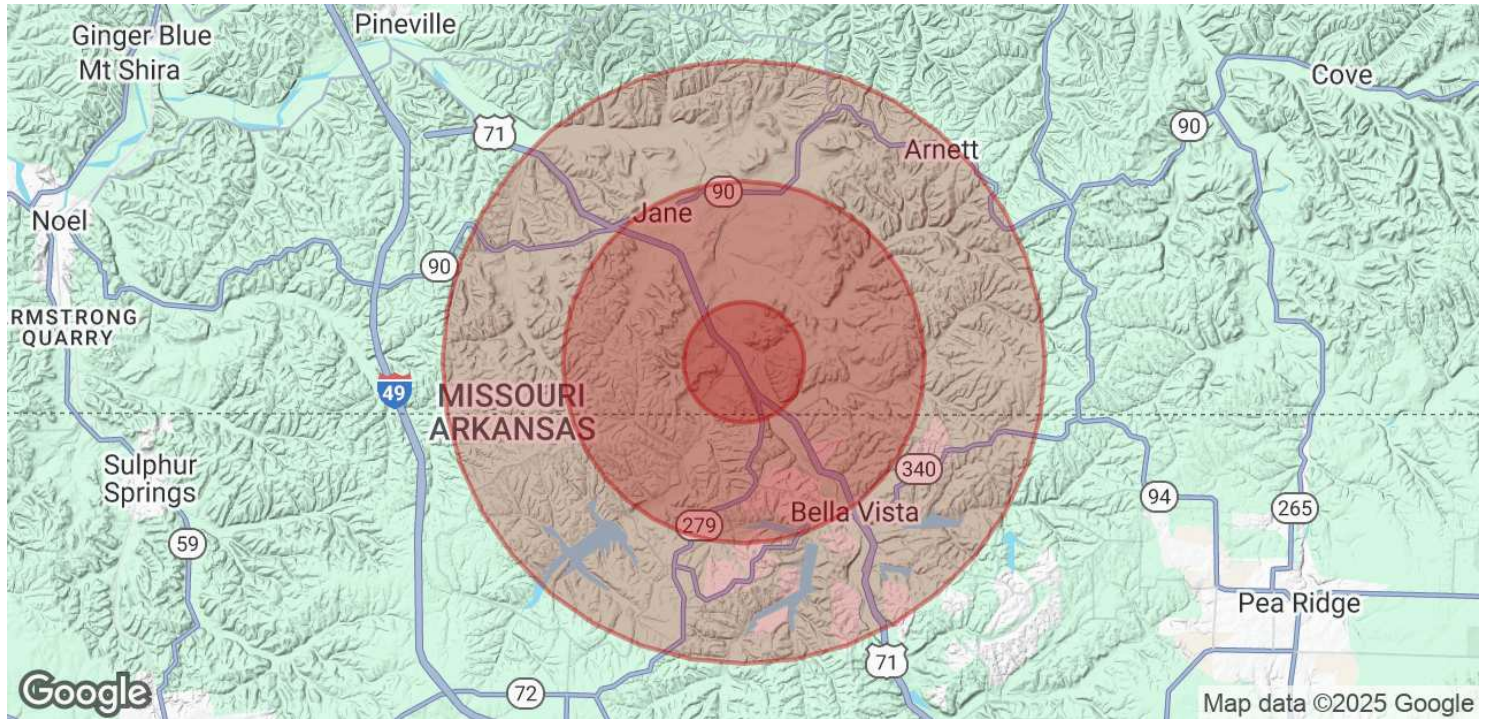 Pineville
Ginger Blue
Mt Shira
Cove
71
90
Arnett
90
Jane
Noel
90
ARMSTRONG
QUARRY
49
MISSOURI
ARKANSAS
Sulphur
Springs
340
94
265
Bella Vista
279
59
Pea Ridge
71
72
Google
Map data ©2025 Google